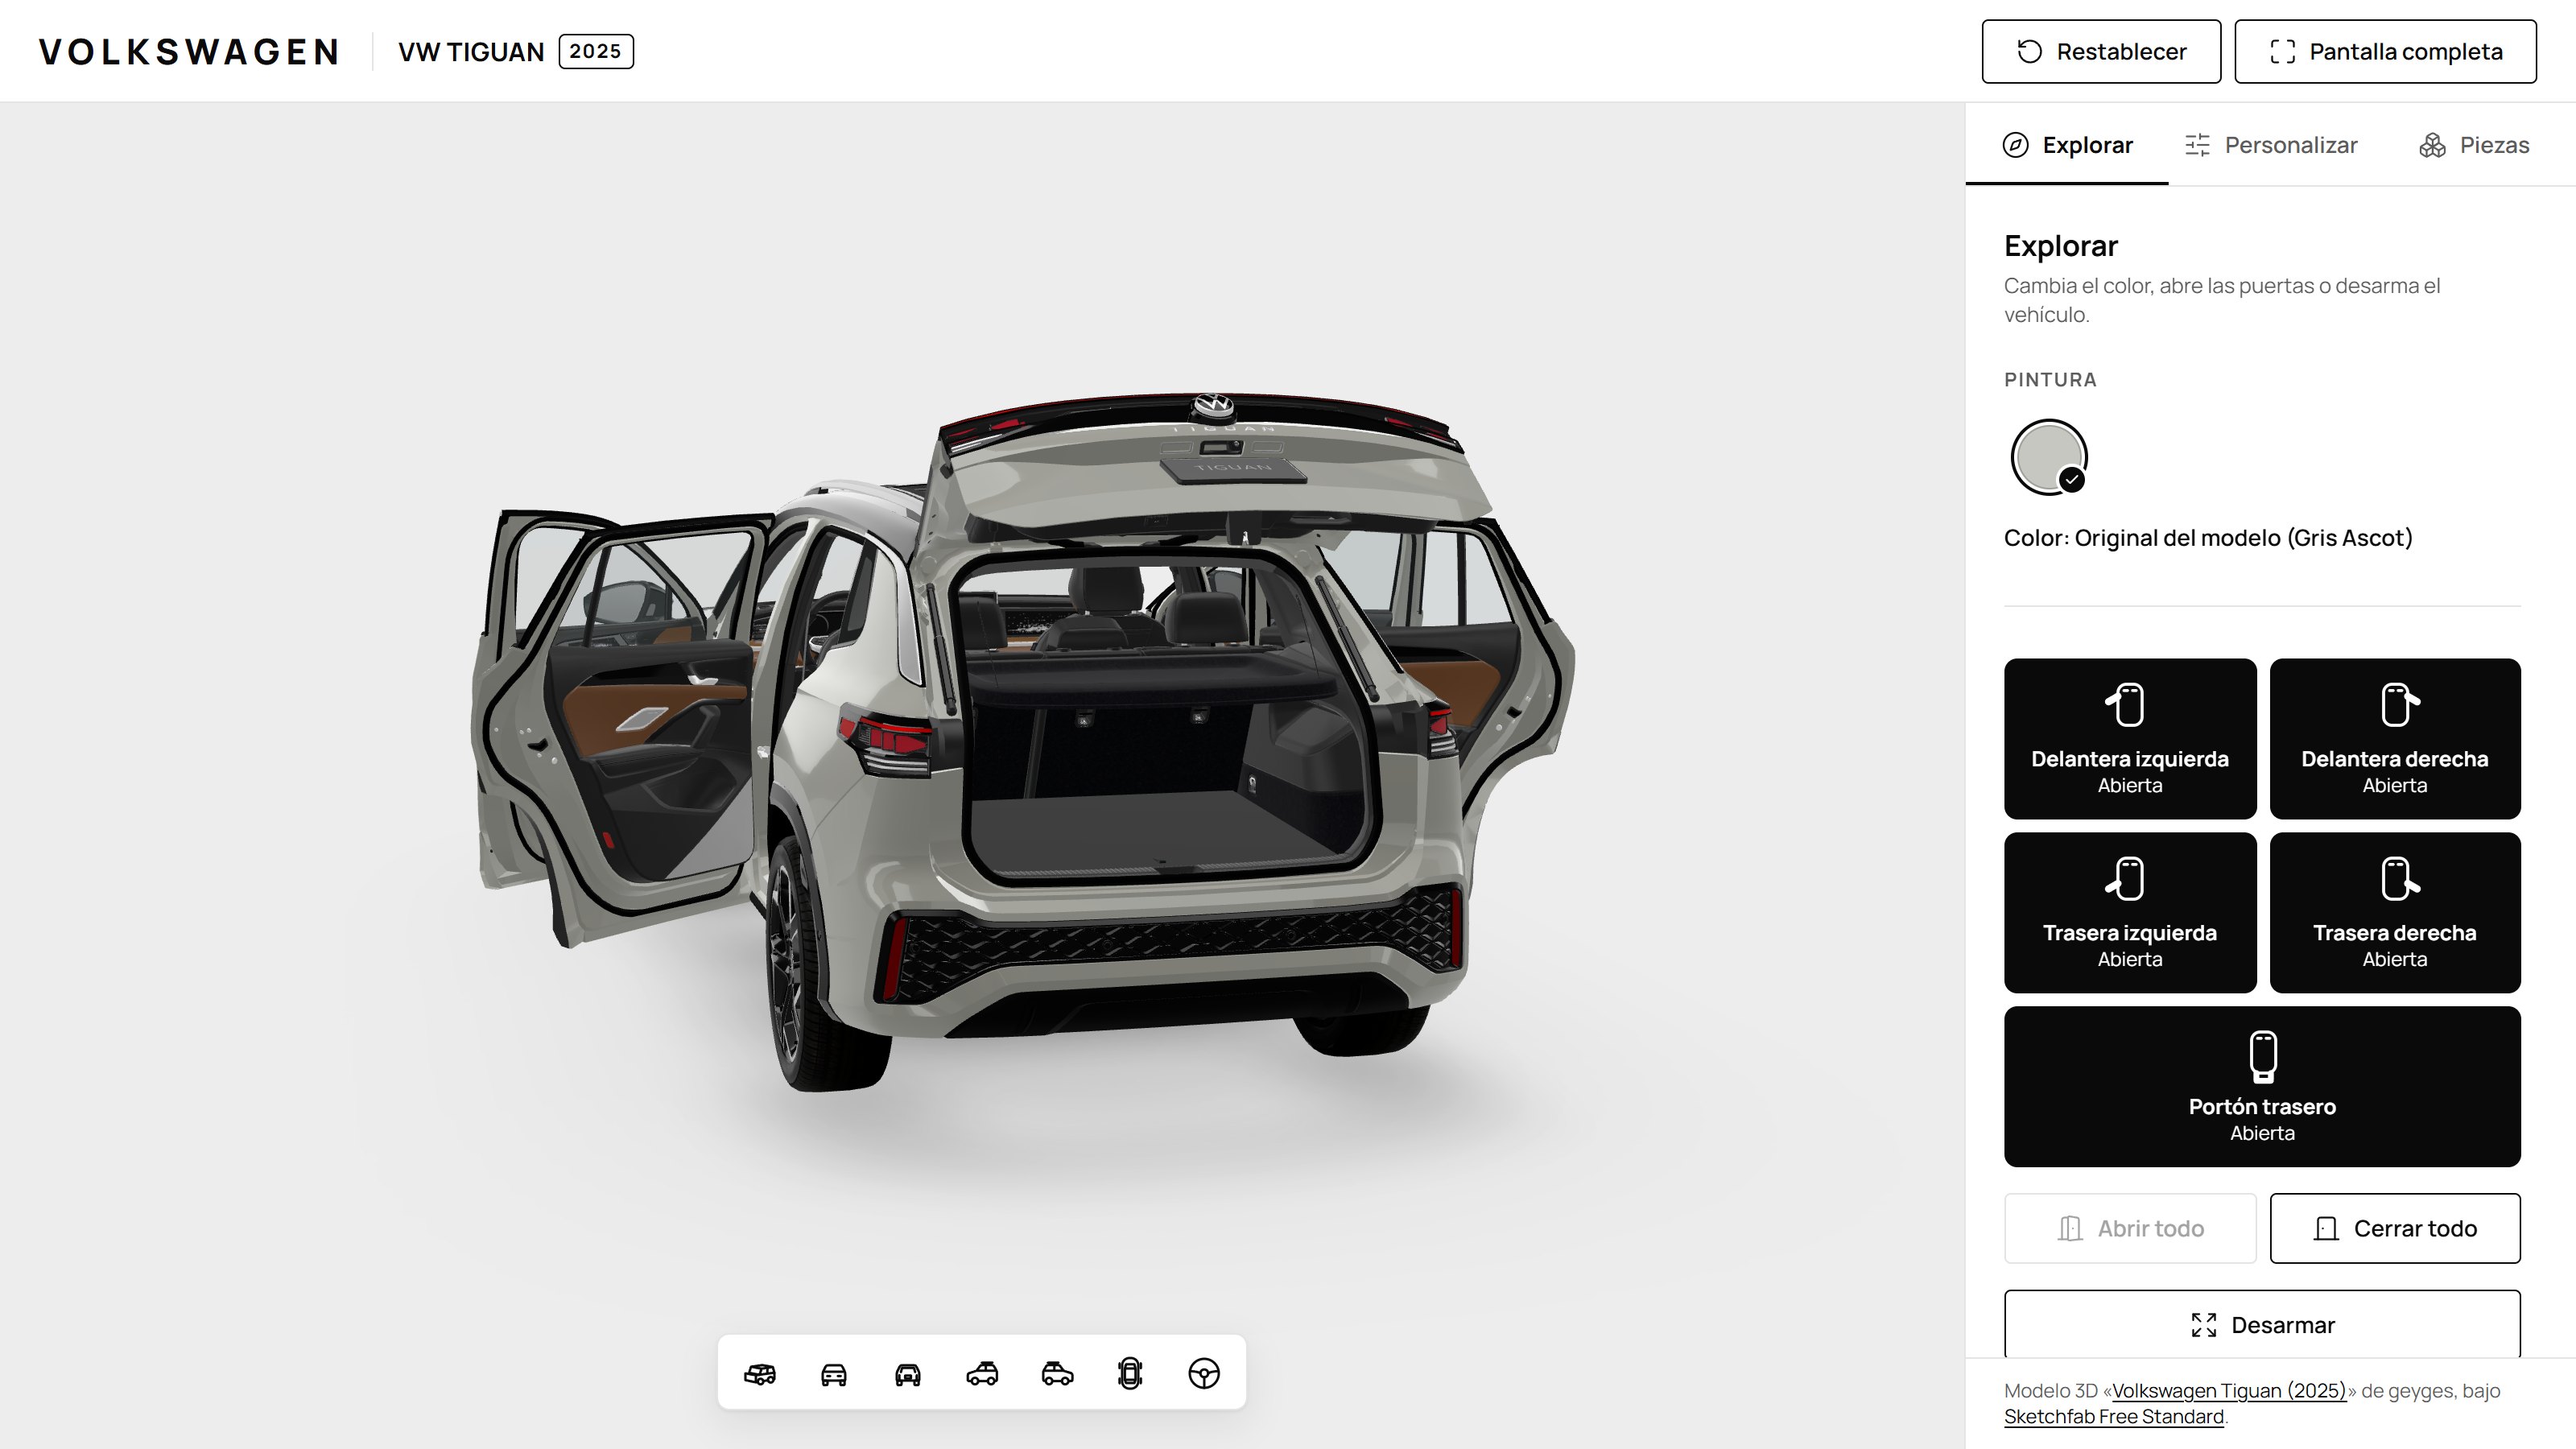 VOLKSWAGEN
VW TIGUAN
2025
Restablecer
Pantalla completa
Explorar
Personalizar
Piezas
Explorar
Cambia el color, abre las puertas o desarma el
vehículo.
PINTURA
Color: Original del modelo (Gris Ascot)
TIGUAN
TIGUAN
Delantera izquierda
Abierta
Delantera derecha
Abierta
Trasera izquierda
Abierta
Trasera derecha
Abierta
Portón trasero
Abierta
Abrir todo
Cerrar todo
Desarmar
Modelo 3D «Volkswagen Tiguan (2025)» de geyges, bajo
Sketchfab Free Standard.